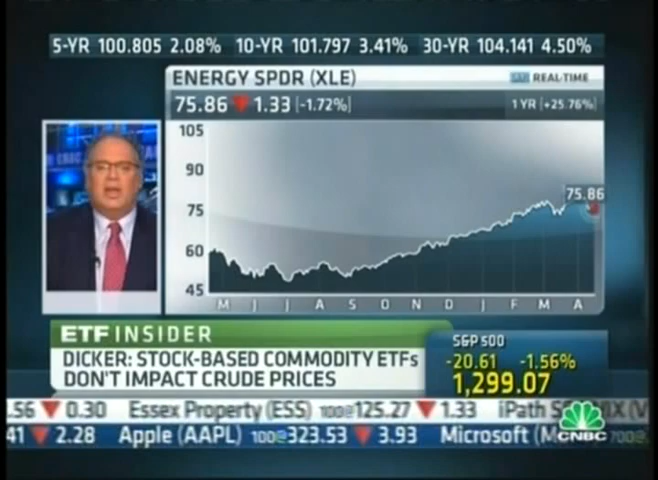 5-YR 100.805 2.08% 10-YR 101.797 3.41% 30-YR 104.141 4.50%
ENERGY SPDR (XLE)
REAL-TIME
75.86 ▼ 1.33 [-1.72%]
1 YR [+25.76%]
105
90
75
60
45
75.86
M J J A S O N D J F M A
ETF INSIDER
DICKER: STOCK-BASED COMMODITY ETFs
DON'T IMPACT CRUDE PRICES
S&P 500
-20.61 -1.56%
1,299.07
.56 ▼ 0.30 Essex Property (ESS) 100@125.27 ▼ 1.33 iPath
41 ▼ 2.28 Apple (AAPL) 100@323.53 ▼ 3.93 Microsoft
CNBC